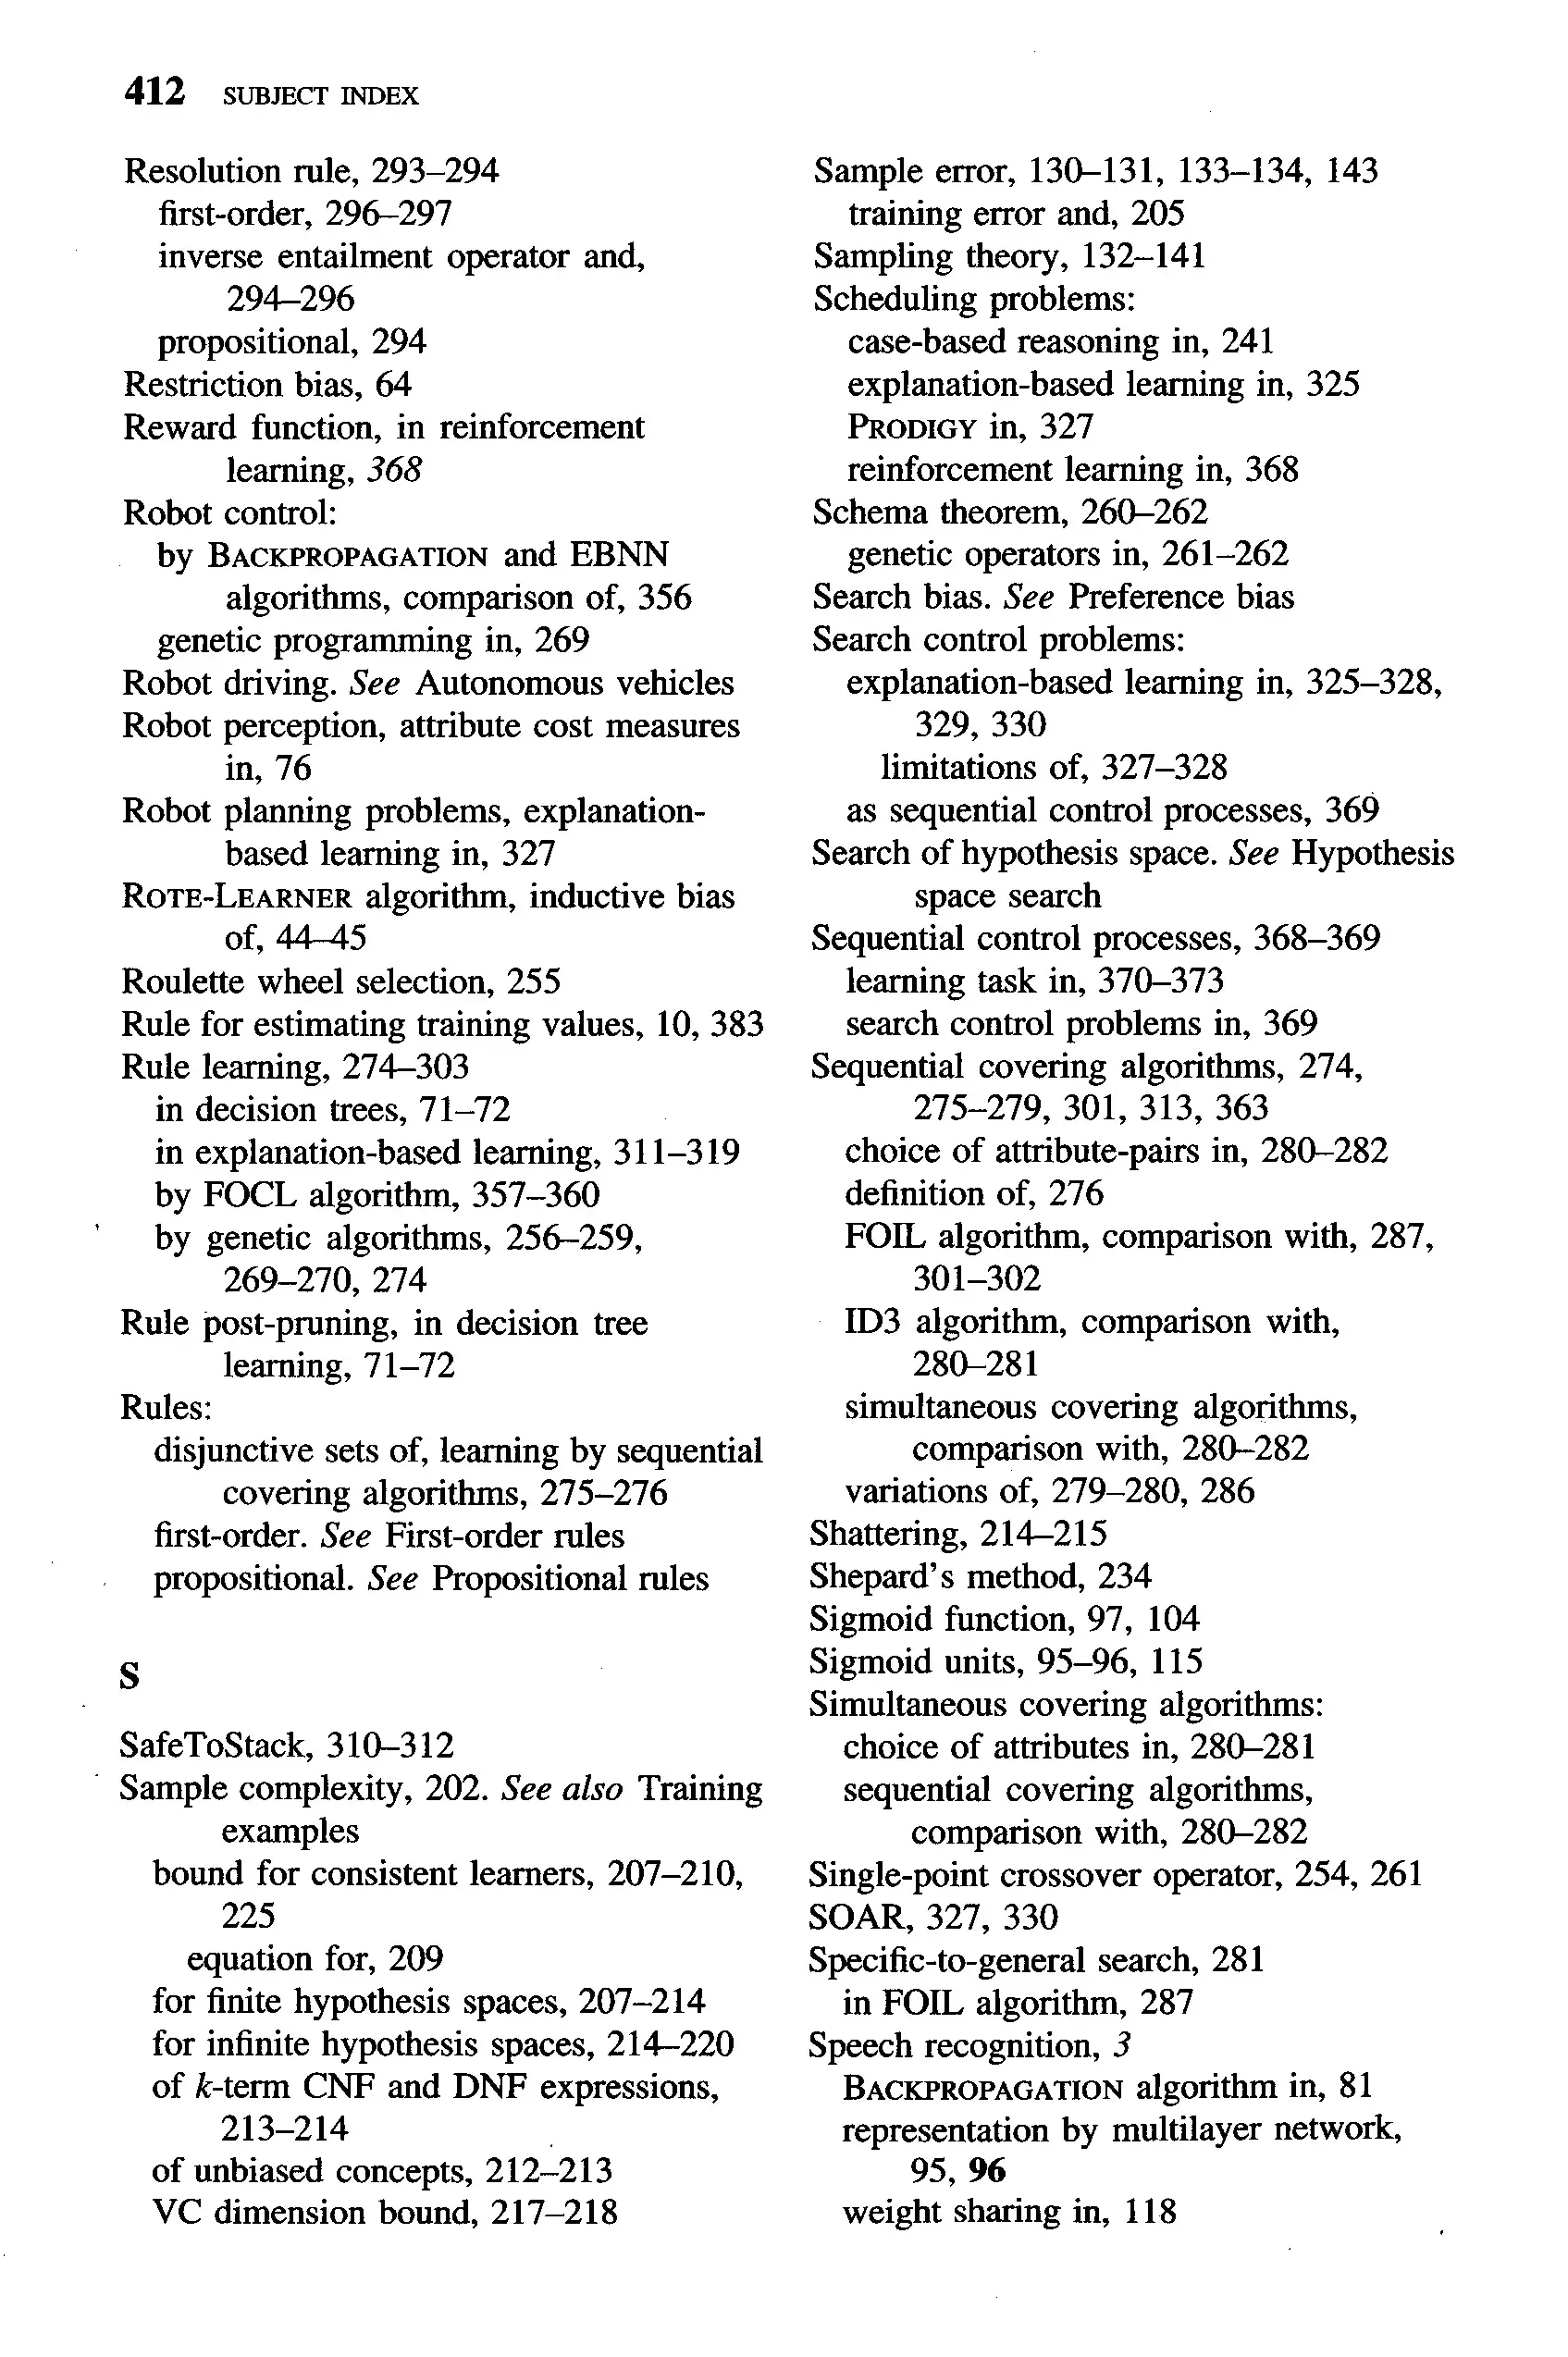 412 SUBJECT INDEX
Resolution rule, 293–294
first-order, 296–297
inverse entailment operator and,
294–296
propositional, 294
Restriction bias, 64
Reward function, in reinforcement
learning, 368
Robot control:
by BACKPROPAGATION and EBNN
algorithms, comparison of, 356
genetic programming in, 269
Robot driving. See Autonomous vehicles
Robot perception, attribute cost measures
in, 76
Robot planning problems, explanation-
based learning in, 327
ROTE-LEARNER algorithm, inductive bias
of, 44–45
Roulette wheel selection, 255
Rule for estimating training values, 10, 383
Rule learning, 274–303
in decision trees, 71–72
in explanation-based learning, 311–319
by FOCL algorithm, 357–360
by genetic algorithms, 256–259,
269–270, 274
Rule post-pruning, in decision tree
learning, 71–72
Rules:
disjunctive sets of, learning by sequential
covering algorithms, 275–276
first-order. See First-order rules
propositional. See Propositional rules
S
SafeToStack, 310–312
Sample complexity, 202. See also Training
examples
bound for consistent learners, 207–210,
225
equation for, 209
for finite hypothesis spaces, 207–214
for infinite hypothesis spaces, 214–220
of k-term CNF and DNF expressions,
213–214
of unbiased concepts, 212–213
VC dimension bound, 217–218
Sample error, 130–131, 133–134, 143
training error and, 205
Sampling theory, 132–141
Scheduling problems:
case-based reasoning in, 241
explanation-based learning in, 325
PRODIGY in, 327
reinforcement learning in, 368
Schema theorem, 260–262
genetic operators in, 261–262
Search bias. See Preference bias
Search control problems:
explanation-based learning in, 325–328,
329, 330
limitations of, 327–328
as sequential control processes, 369
Search of hypothesis space. See Hypothesis
space search
Sequential control processes, 368–369
learning task in, 370–373
search control problems in, 369
Sequential covering algorithms, 274,
275–279, 301, 313, 363
choice of attribute-pairs in, 280–282
definition of, 276
FOIL algorithm, comparison with, 287,
301–302
ID3 algorithm, comparison with,
280–281
simultaneous covering algorithms,
comparison with, 280–282
variations of, 279–280, 286
Shattering, 214–215
Shepard's method, 234
Sigmoid function, 97, 104
Sigmoid units, 95–96, 115
Simultaneous covering algorithms:
choice of attributes in, 280–281
sequential covering algorithms,
comparison with, 280–282
Single-point crossover operator, 254, 261
SOAR, 327, 330
Specific-to-general search, 281
in FOIL algorithm, 287
Speech recognition, 3
BACKPROPAGATION algorithm in, 81
representation by multilayer network,
95, 96
weight sharing in, 118